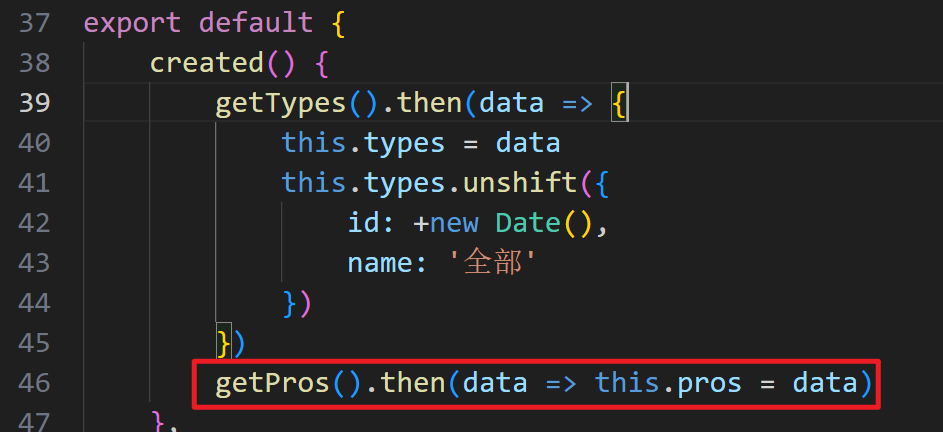 37 export default {
38 created() {
39 getTypes().then(data => {
40 this.types = data
41 this.types.unshift({
42 id: +new Date(),
43 name: '全部'
44 })
45 })
46 getPros().then(data => this.pros = data)
47 },